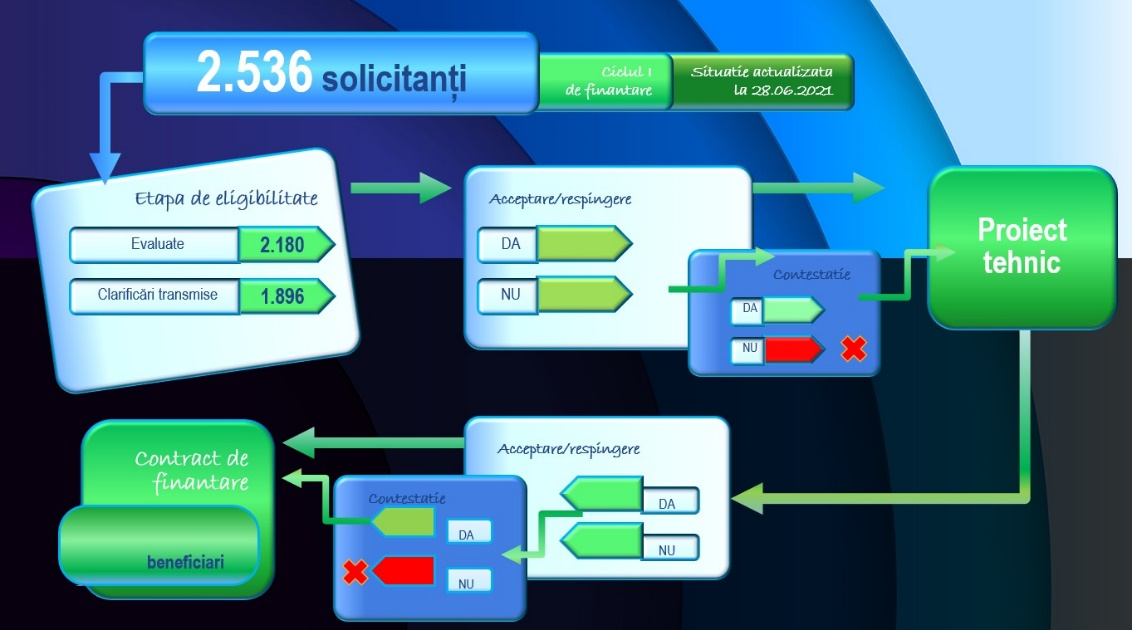 2.536 solicitanți
Ciclul I
de finantare
Situatie actualizata
la 28.06.2021
Etapa de eligibilitate
Evaluate 2.180
Clarificări transmise 1.896
Acceptare/respingere
DA
NU
Contestatie
DA
NU
Proiect
tehnic
Acceptare/respingere
DA
NU
Contestatie
DA
NU
Contract de
finantare
beneficiari